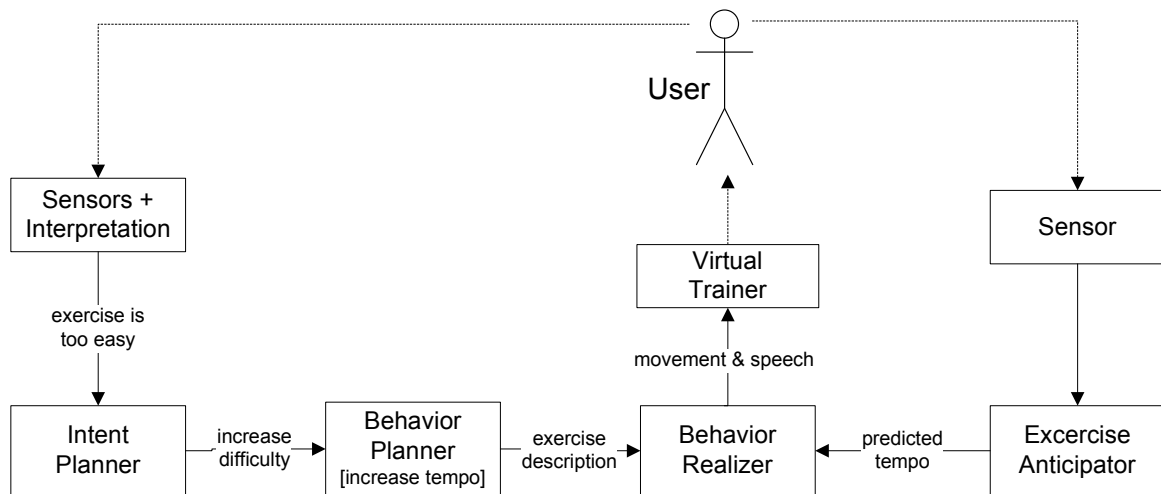 User
Sensors +
Interpretation
Sensor
Virtual
Trainer
exercise is
too easy
movement & speech
Intent
Planner
increase
difficulty
Behavior
Planner
[increase tempo]
exercise
description
Behavior
Realizer
predicted
tempo
Excercise
Anticipator